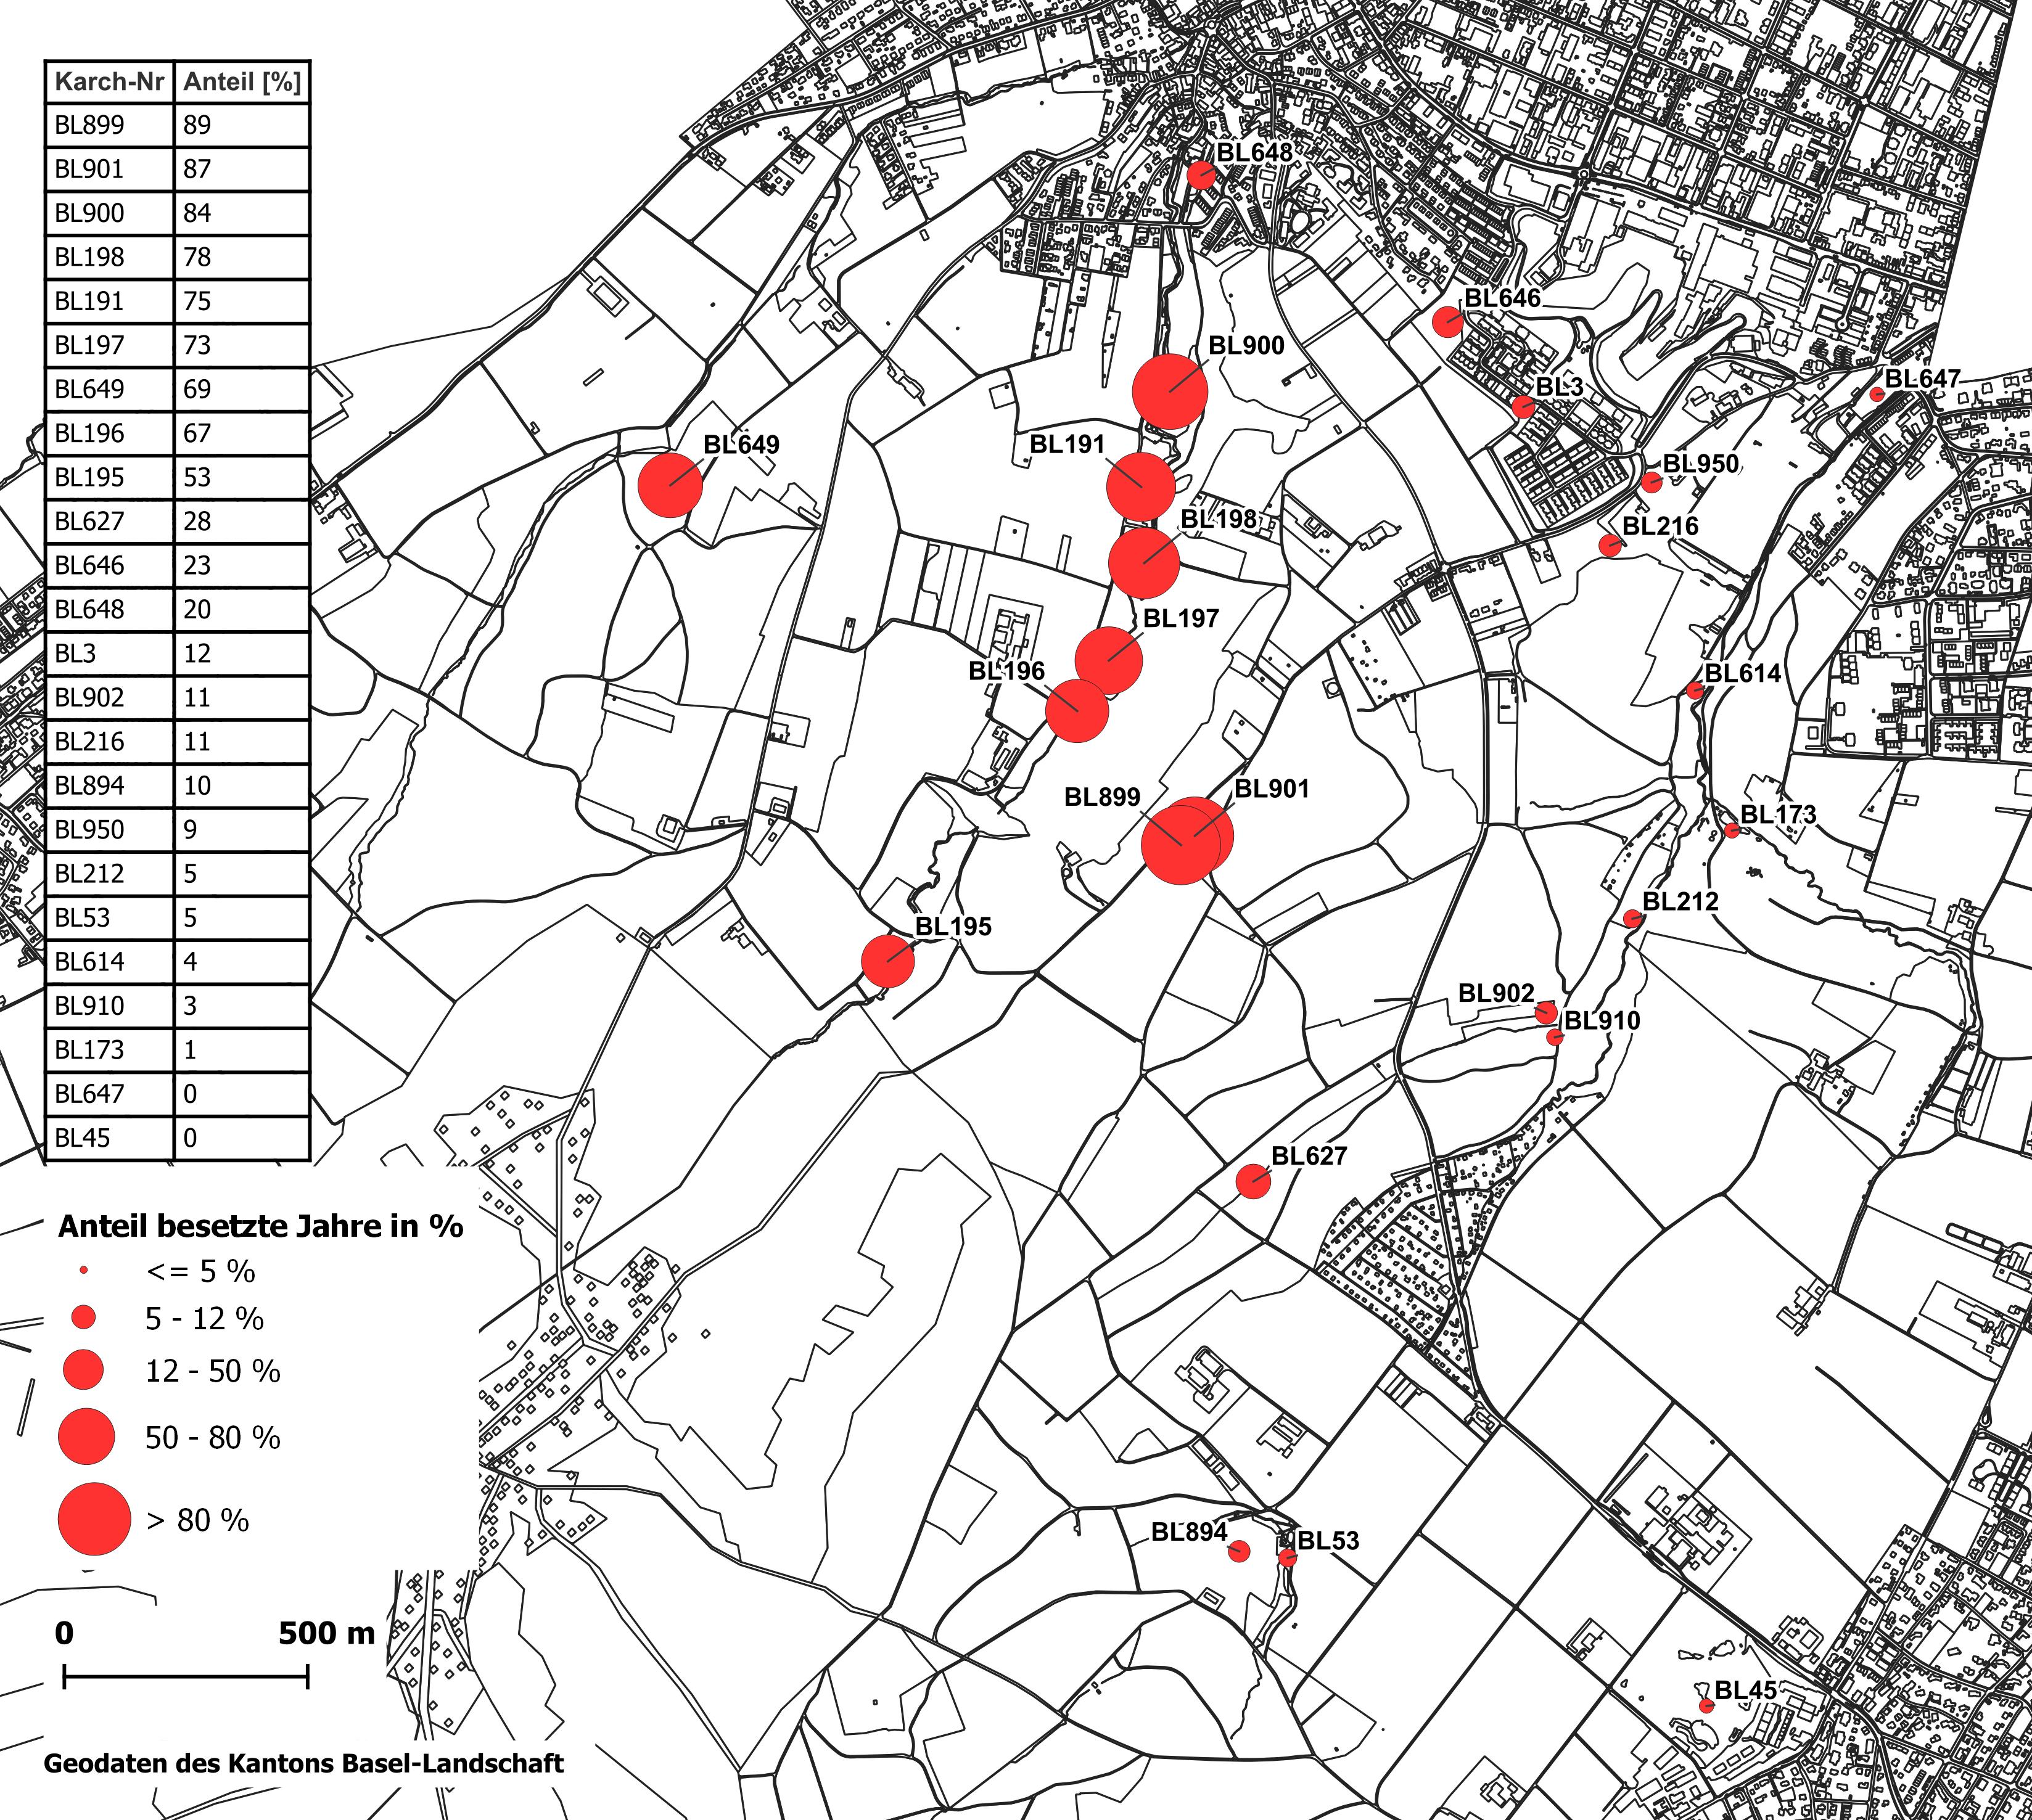 Karch-Nr Anteil [%]
BL899 89
BL901 87
BL900 84
BL198 78
BL191 75
BL197 73
BL649 69
BL196 67
BL195 53
BL627 28
BL646 23
BL648 20
BL3 12
BL902 11
BL216 11
BL894 10
BL950 9
BL212 5
BL53 5
BL614 4
BL910 3
BL173 1
BL647 0
BL45 0
BL648
BL646
BL900
BL3
BL647
BL649
BL191
BL950
BL198
BL216
BL197
BL196
BL614
BL899
BL901
BL173
BL212
BL195
BL902
BL910
BL627
BL894
BL53
BL45
Anteil besetzte Jahre in %
<= 5 %
5 - 12 %
12 - 50 %
50 - 80 %
> 80 %
0 500 m
Geodaten des Kantons Basel-Landschaft